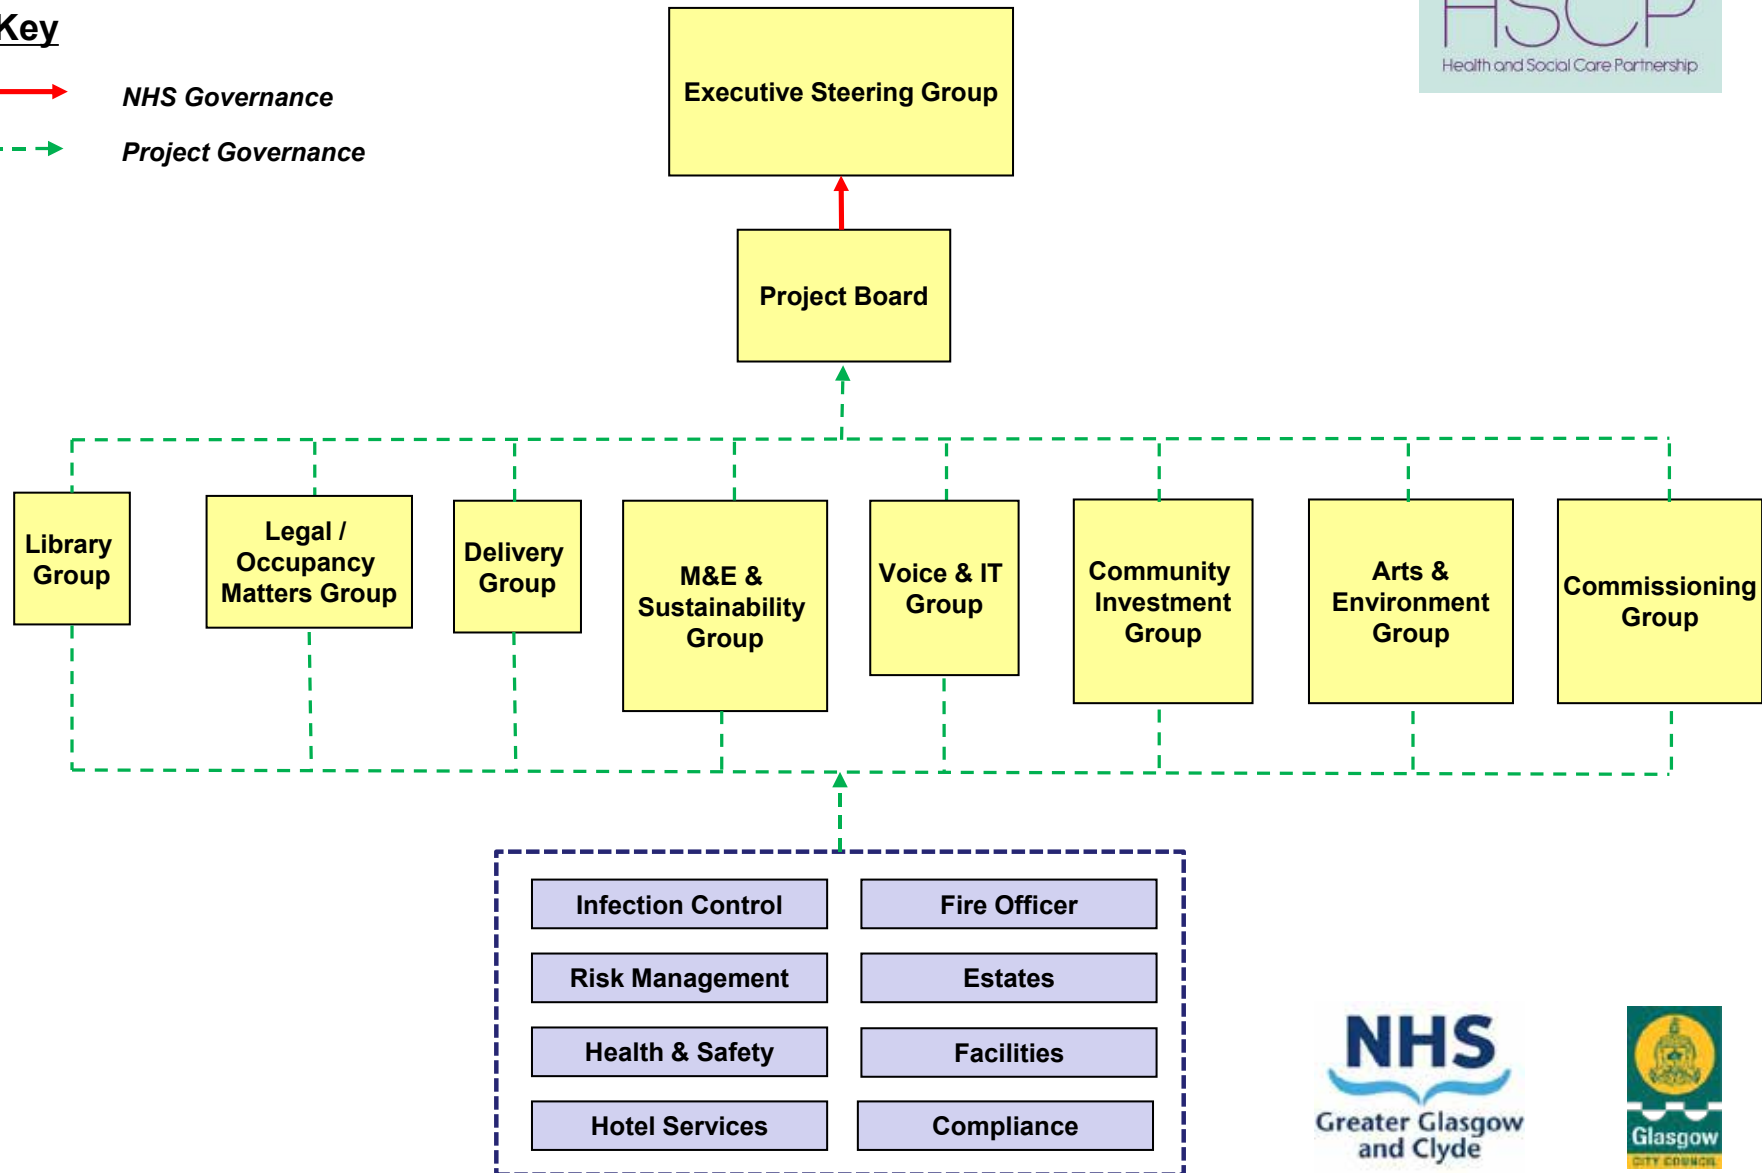 Key
NHS Governance
Project Governance
HSCP
Health and Social Care Partnership
Executive Steering Group
Project Board
Library
Group
Legal /
Occupancy
Matters Group
Delivery
Group
M&E &
Sustainability
Group
Voice & IT
Group
Community
Investment
Group
Arts &
Environment
Group
Commissioning
Group
Infection Control
Fire Officer
Risk Management
Estates
Health & Safety
Facilities
Hotel Services
Compliance
NHS
Greater Glasgow
and Clyde
Glasgow
CITY COUNCIL